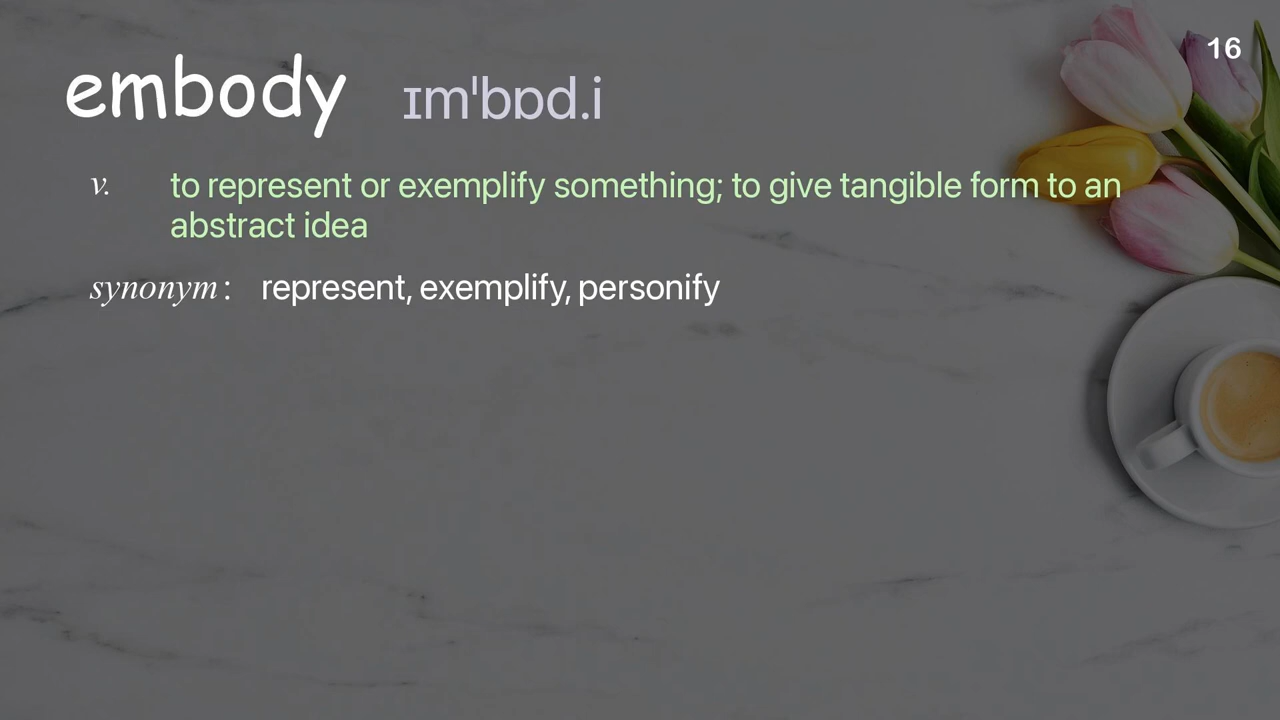 16
embody ɪmˈbɒd.i
v. to represent or exemplify something; to give tangible form to an
abstract idea
synonym: represent, exemplify, personify